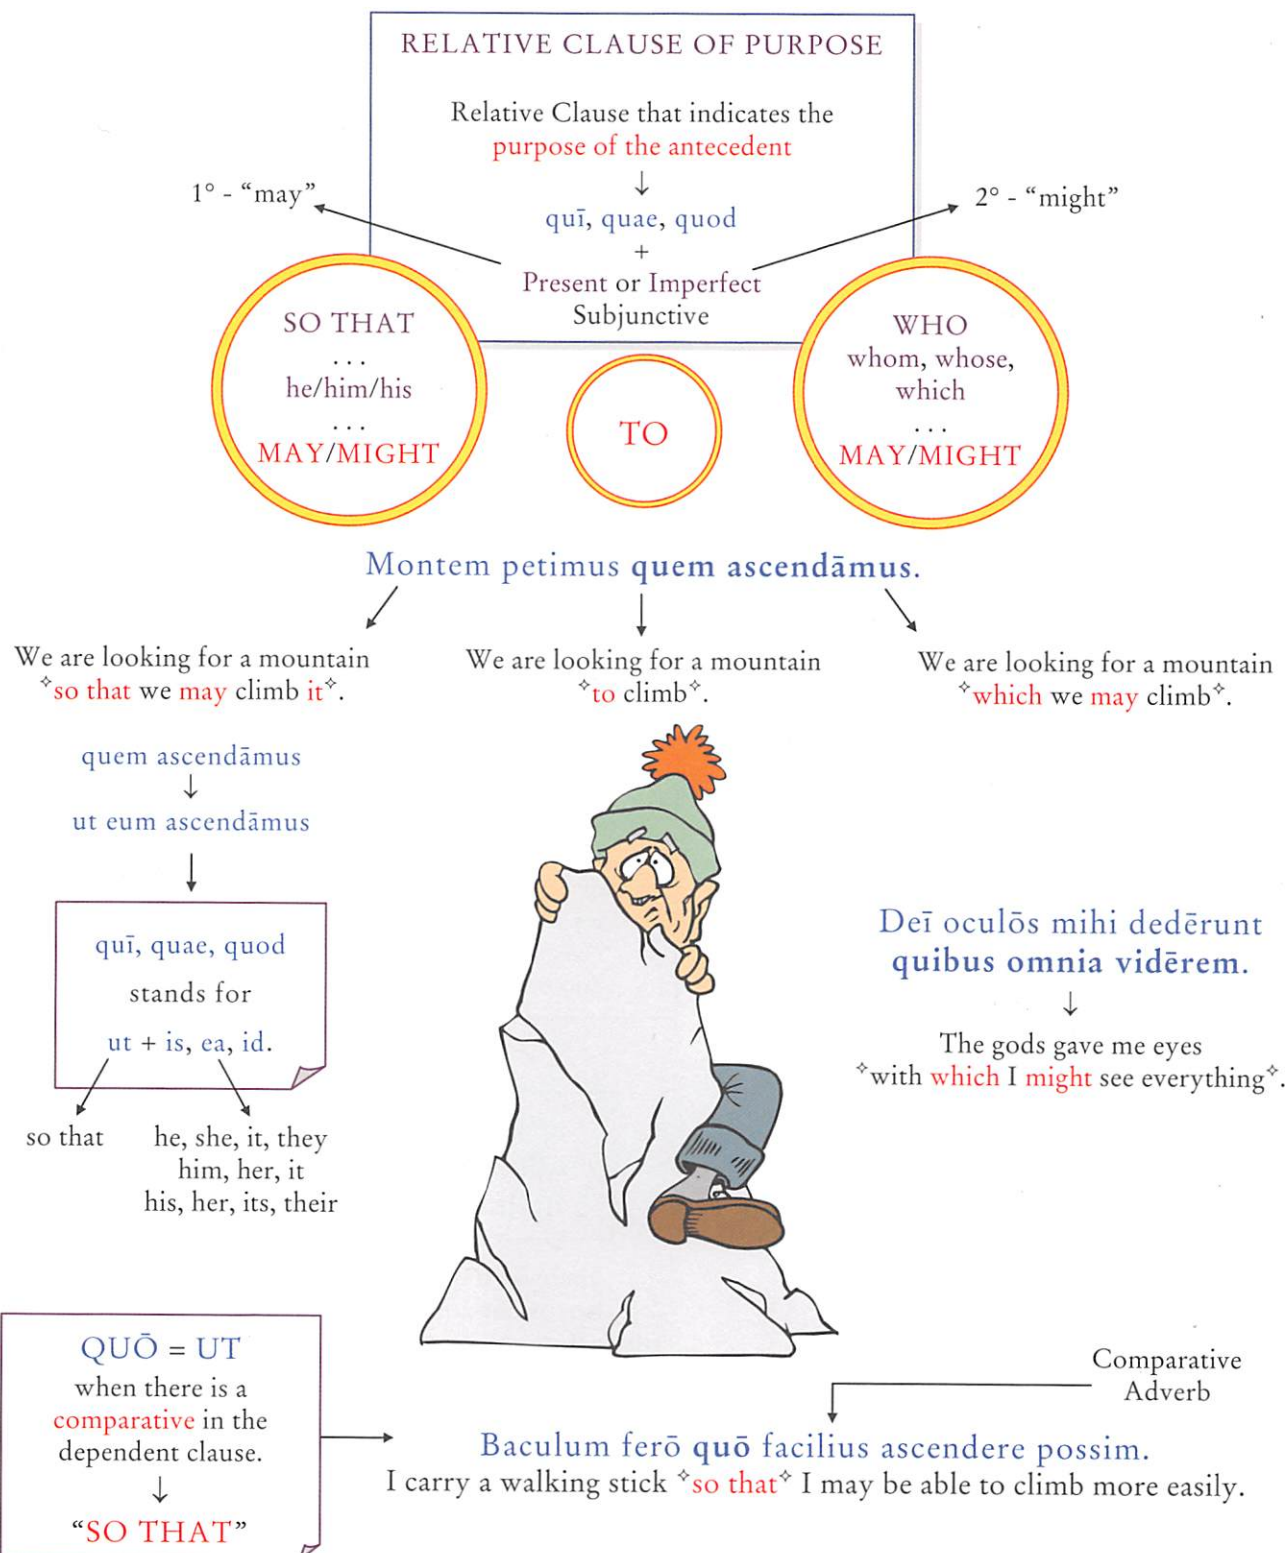 RELATIVE CLAUSE OF PURPOSE
Relative Clause that indicates the
purpose of the antecedent
↓
1° - “may”
2° - “might”
quī, quae, quod
+
Present or Imperfect
Subjunctive
SO THAT
...
he/him/his
...
MAY/MIGHT
TO
WHO
whom, whose,
which
...
MAY/MIGHT
Montem petimus quem ascendāmus.
We are looking for a mountain
✧so that we may climb it✧.
We are looking for a mountain
✧to climb✧.
We are looking for a mountain
✧which we may climb✧.
quem ascendāmus
↓
ut eum ascendāmus
quī, quae, quod
stands for
ut + is, ea, id.
so that
he, she, it, they
him, her, it
his, her, its, their
Deī oculōs mihi dedērunt
quibus omnia vidērem.
↓
The gods gave me eyes
✧with which I might see everything✧.
QUŌ = UT
when there is a
comparative in the
dependent clause.
↓
“SO THAT”
Comparative
Adverb
Baculum ferō quō facilius ascendere possim.
I carry a walking stick ✧so that✧ I may be able to climb more easily.